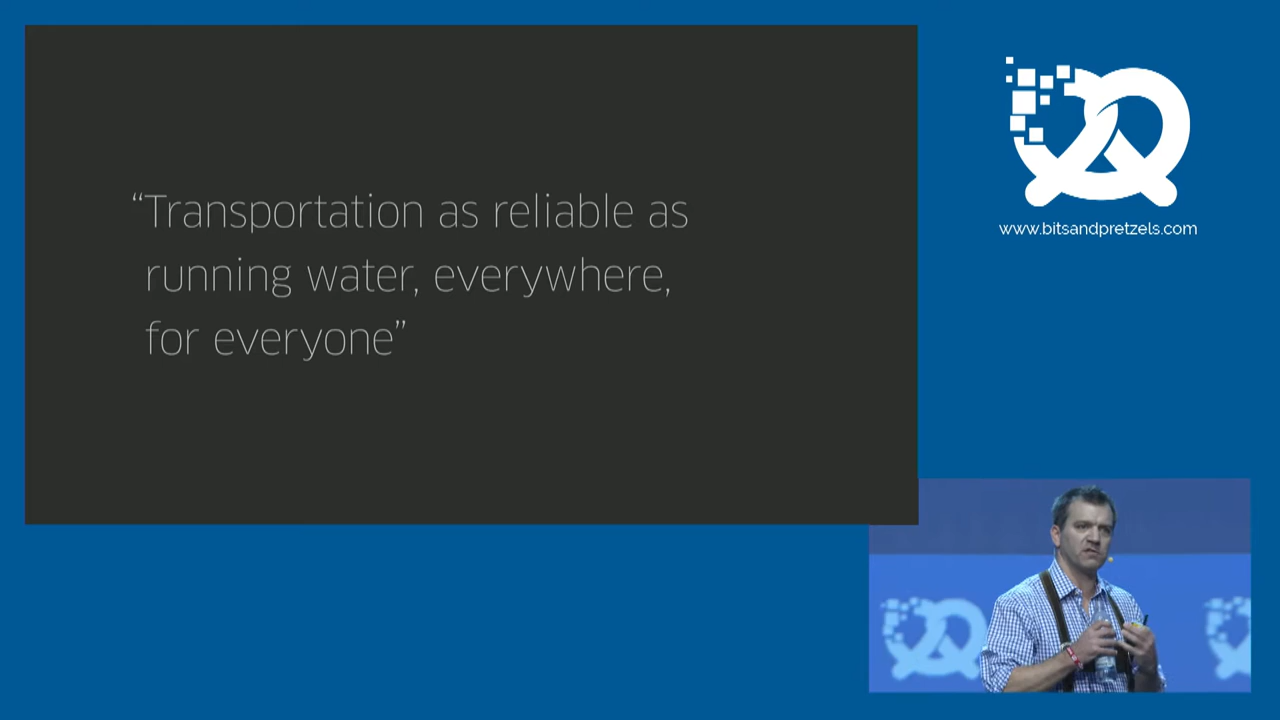 “Transportation as reliable as
running water, everywhere,
for everyone”
www.bitsandpretzels.com